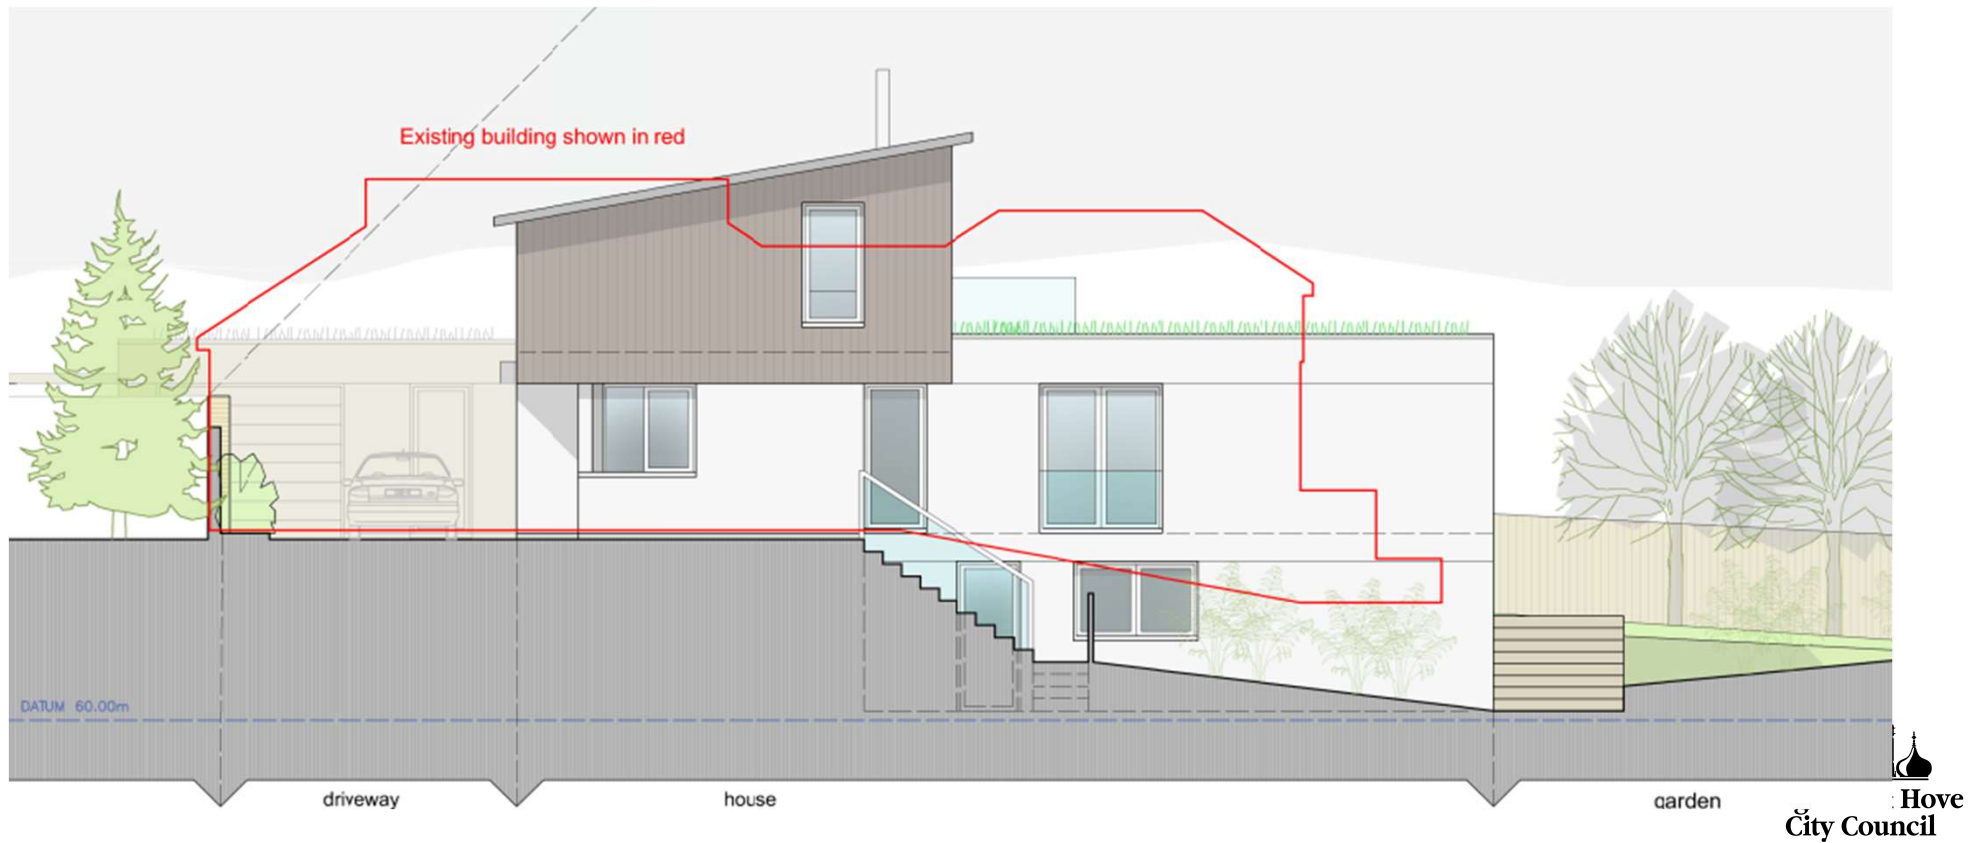 Existing building shown in red
DATUM 60.00m
driveway
house
garden
Hove
City Council